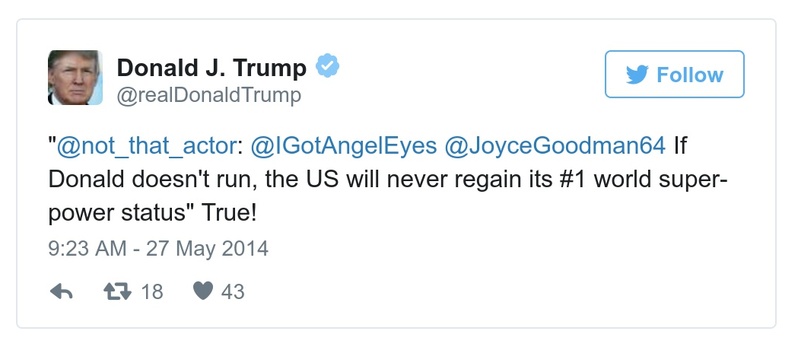 Donald J. Trump
@realDonaldTrump
Follow
"@not_that_actor: @IGotAngelEyes @JoyceGoodman64 If
Donald doesn't run, the US will never regain its #1 world super-
power status" True!
9:23 AM - 27 May 2014
18 43